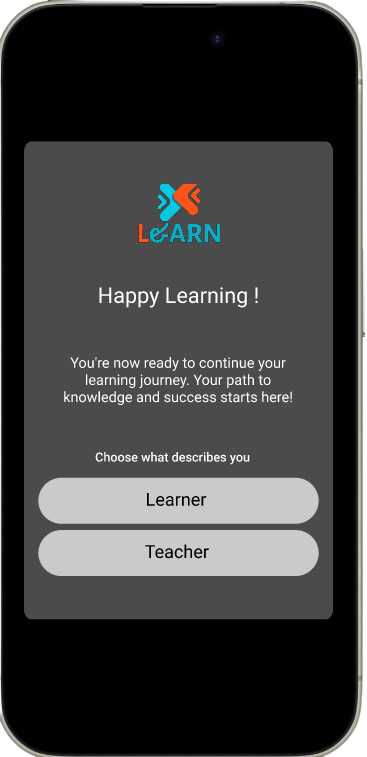 LeARN
Happy Learning !
You're now ready to continue your
learning journey. Your path to
knowledge and success starts here!
Choose what describes you
Learner
Teacher